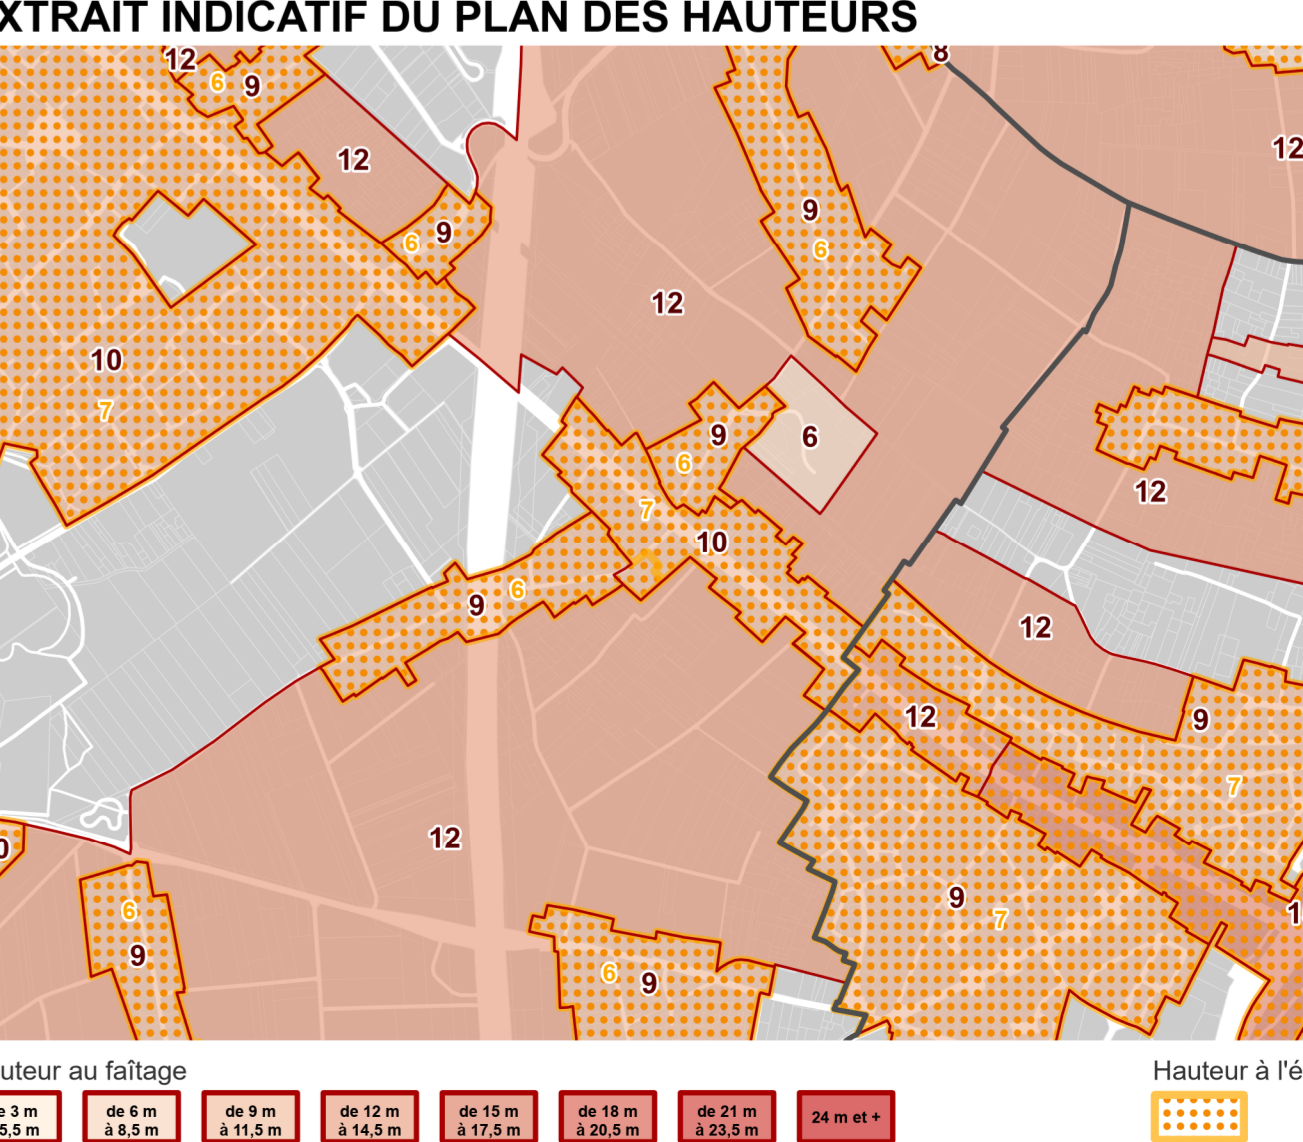 XTRAIT INDICATIF DU PLAN DES HAUTEURS
12
6
9
8
12
12
9
6
9
6
12
10
7
9
6
6
12
7
10
9
6
12
12
9
7
12
0
6
9
9
7
1
6
9
uteur au faîtage
Hauteur à l'é
e 3 m
5,5 m
de 6 m
à 8,5 m
de 9 m
à 11,5 m
de 12 m
à 14,5 m
de 15 m
à 17,5 m
de 18 m
à 20,5 m
de 21 m
à 23,5 m
24 m et +